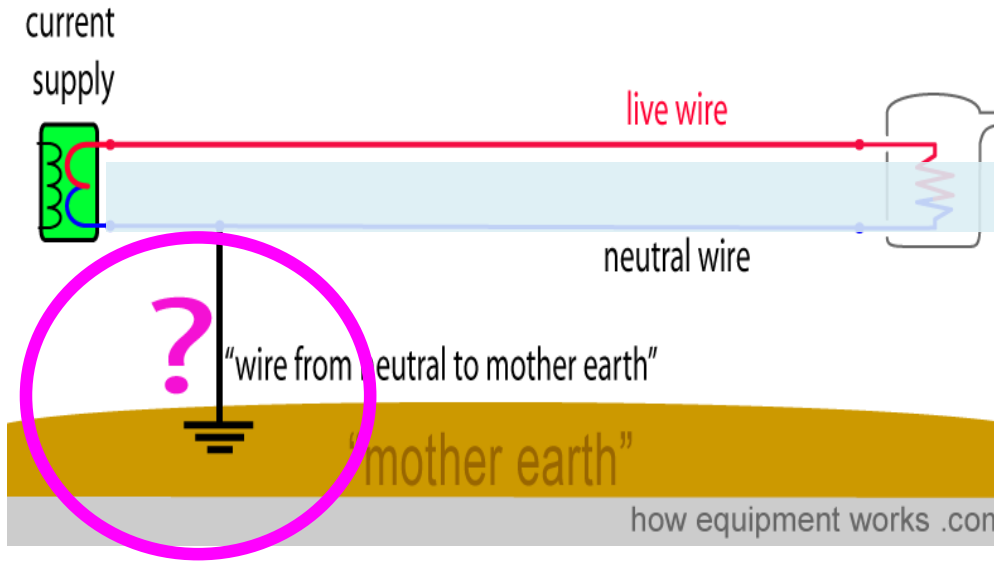 current
supply
live wire
neutral wire
?
“wire from neutral to mother earth”
“mother earth”
how equipment works .com